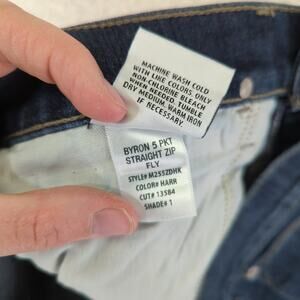 MACHINE WASH COLD
WITH LIKE COLORS. ONLY
NON-CHLORINE BLEACH
WHEN NEEDED. TUMBLE
DRY MEDIUM. WARM IRON
IF NECESSARY.
BYRON 5 PKT
STRAIGHT ZIP
FLY
STYLE# M255ZDHK
COLOR# HARR
CUT# 13584
SHADE# 1